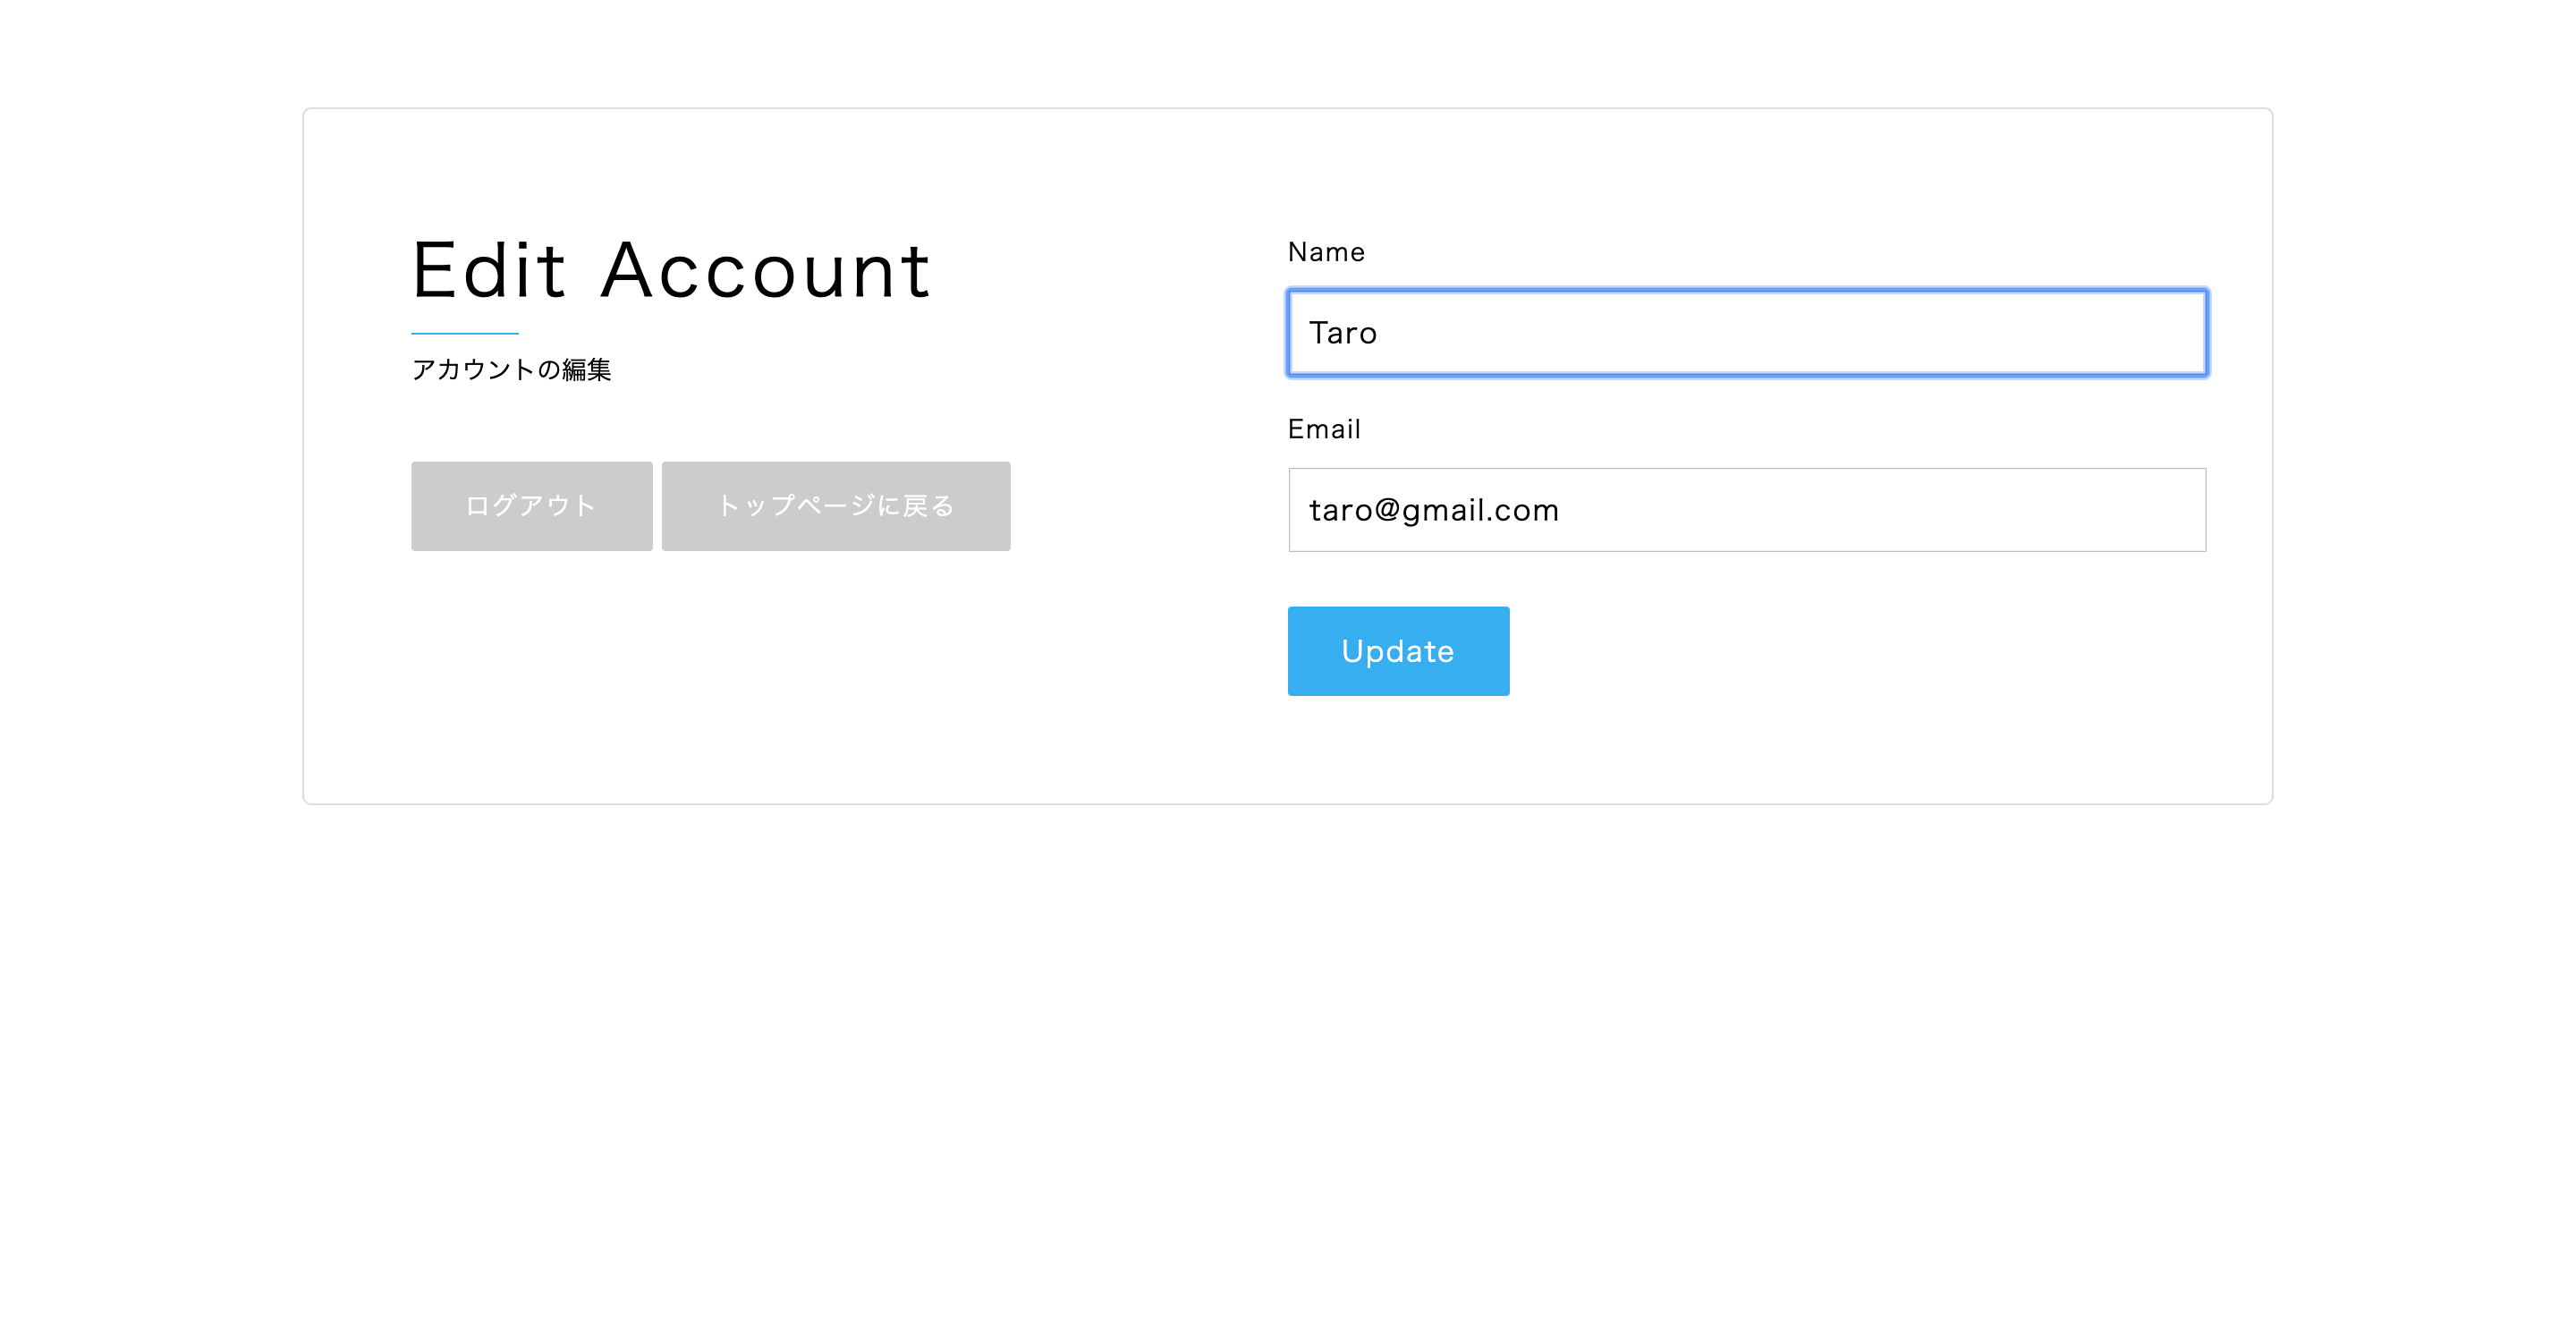 Edit Account
アカウントの編集
ログアウト
トップページに戻る
Name
Taro
Email
taro@gmail.com
Update